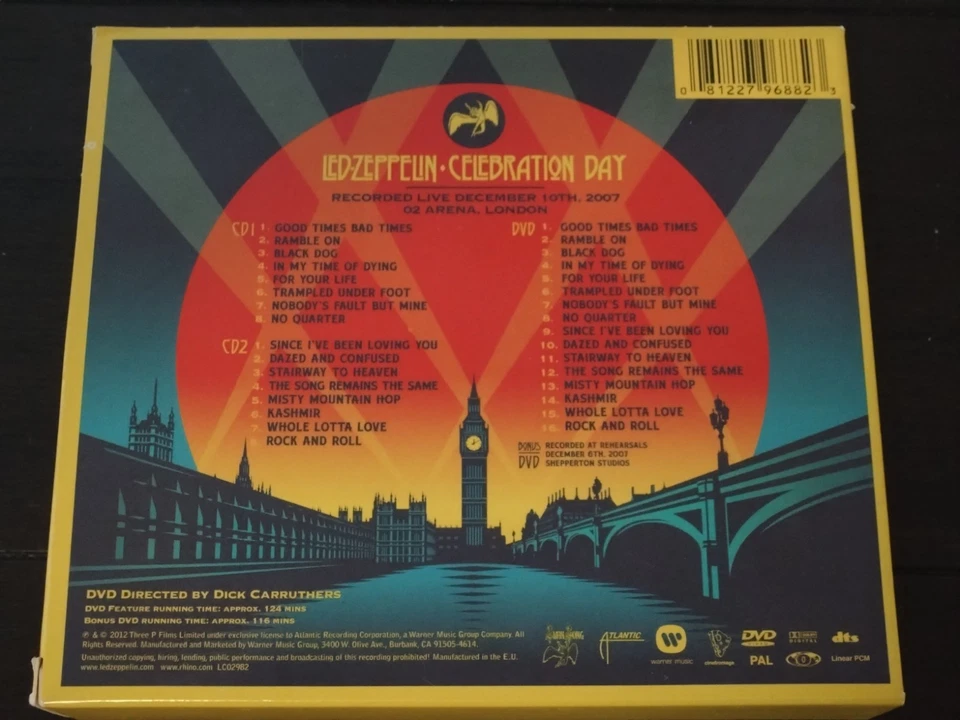 0 81227 96882 3
LED-ZEPPELIN · CELEBRATION DAY
RECORDED LIVE DECEMBER 10TH, 2007
02 ARENA, LONDON
CD1 1. GOOD TIMES BAD TIMES
2. RAMBLE ON
3. BLACK DOG
4. IN MY TIME OF DYING
5. FOR YOUR LIFE
6. TRAMPLED UNDER FOOT
7. NOBODY'S FAULT BUT MINE
8. NO QUARTER
CD2 1. SINCE I'VE BEEN LOVING YOU
2. DAZED AND CONFUSED
3. STAIRWAY TO HEAVEN
4. THE SONG REMAINS THE SAME
5. MISTY MOUNTAIN HOP
6. KASHMIR
7. WHOLE LOTTA LOVE
8. ROCK AND ROLL
DVD 1. GOOD TIMES BAD TIMES
2. RAMBLE ON
3. BLACK DOG
4. IN MY TIME OF DYING
5. FOR YOUR LIFE
6. TRAMPLED UNDER FOOT
7. NOBODY'S FAULT BUT MINE
8. NO QUARTER
9. SINCE I'VE BEEN LOVING YOU
10. DAZED AND CONFUSED
11. STAIRWAY TO HEAVEN
12. THE SONG REMAINS THE SAME
13. MISTY MOUNTAIN HOP
14. KASHMIR
15. WHOLE LOTTA LOVE
16. ROCK AND ROLL
BONUS DVD
RECORDED AT REHEARSALS
DECEMBER 6TH, 2007
SHEPPERTON STUDIOS
DVD DIRECTED BY DICK CARRUTHERS
DVD FEATURE RUNNING TIME: APPROX. 124 MINS
BONUS DVD RUNNING TIME: APPROX. 116 MINS
℗ & © 2012 Three P Films Limited under exclusive license to Atlantic Recording Corporation, a Warner Music Group Company. All
Rights Reserved. Manufactured and Marketed by Warner Music Group, 3400 W. Olive Ave., Burbank, CA 91505-4614.
Unauthorized copying, hiring, lending, public performance and broadcasting of this recording prohibited! Manufactured in the E.U.
www.ledzeppelin.com www.rhino.com LC02982
ATLANTIC
warner music
DVD
VIDEO
PAL
DOLBY
DIGITAL
0
dts
Linear PCM